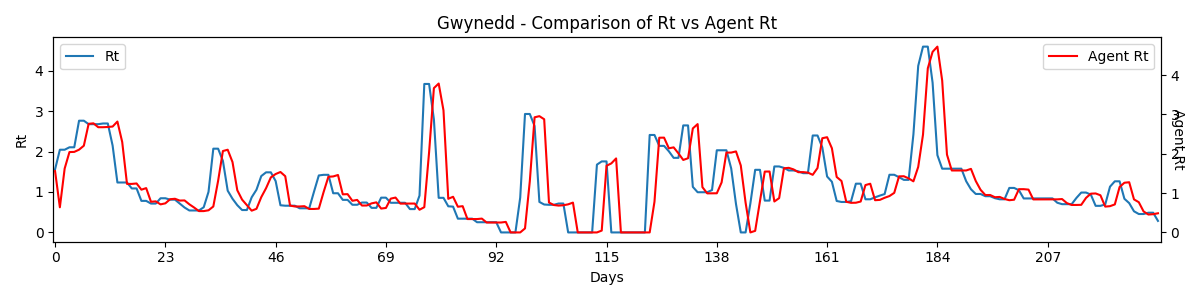 Gwynedd - Comparison of Rt vs Agent Rt
Rt
Agent Rt
Rt
Agent Rt
4
3
2
1
0
4
3
2
1
0
0 23 46 69 92 115 138 161 184 207
Days